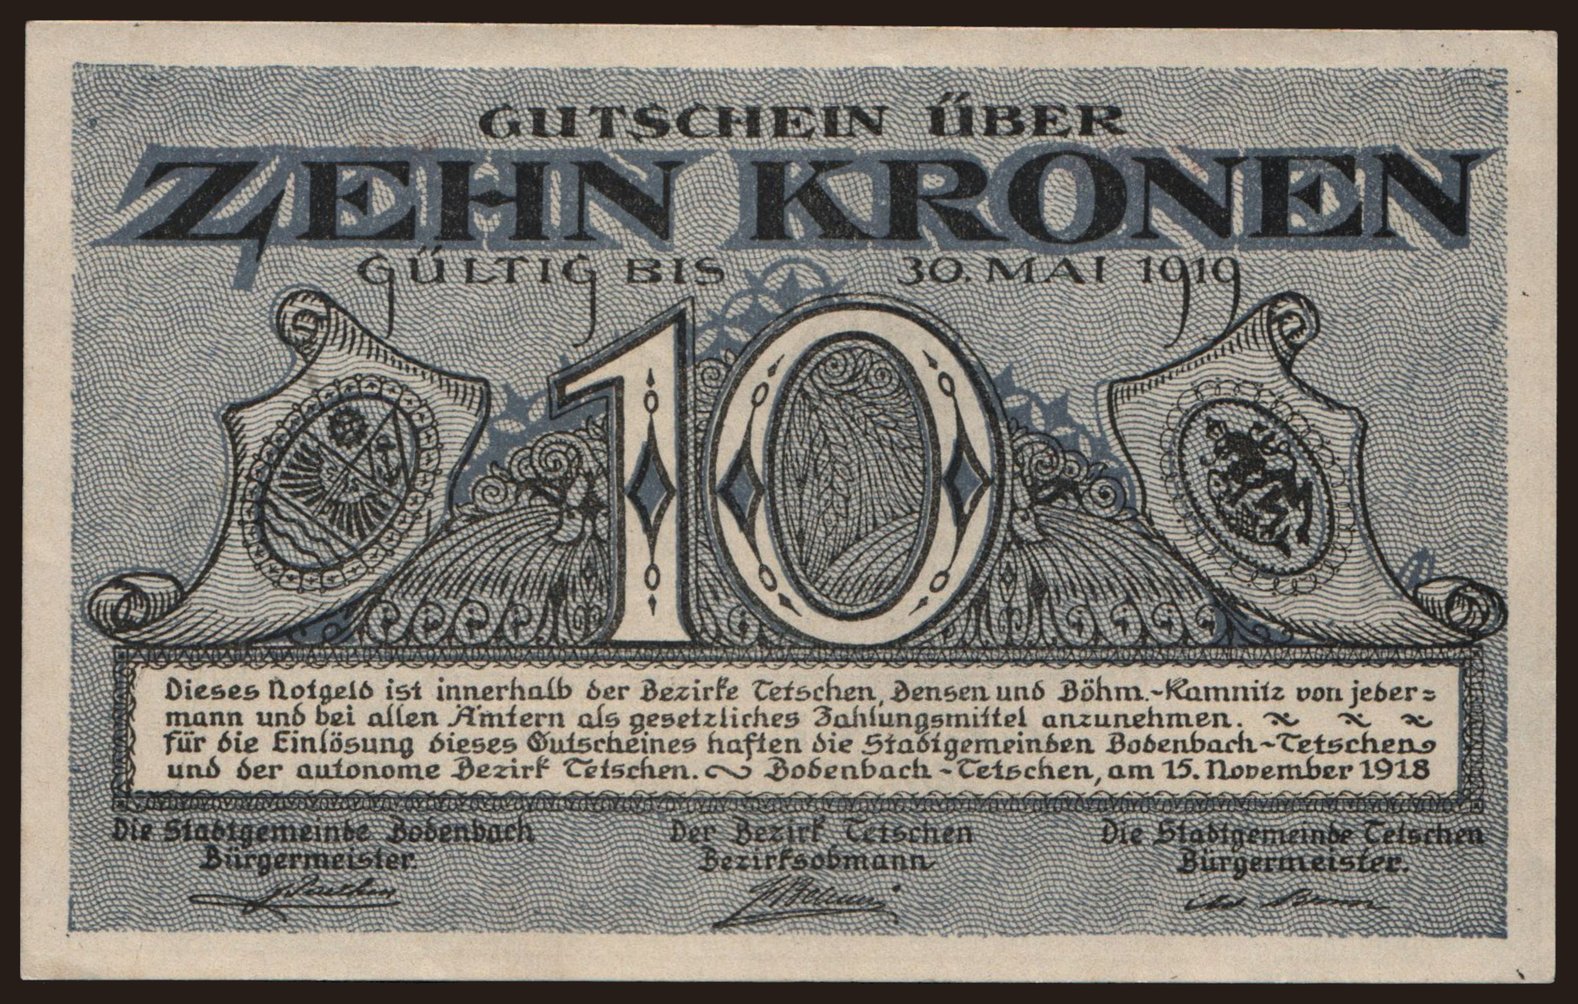 GUTSCHEIN ÜBER
ZEHN KRONEN
GÜLTIG BIS 30. MAI 1919
10
Dieses Notgeld ist innerhalb der Bezirke Tetschen, Bensen und Böhm.-Kamnitz von jeder=
mann und bei allen Ämtern als gesetzliches Zahlungsmittel anzunehmen.
für die Einlösung dieses Gutscheines haften die Stadtgemeinden Bodenbach-Tetschen
und der autonome Bezirk Tetschen. Bodenbach-Tetschen, am 15. November 1918
Die Stadtgemeinde Bodenbach
Bürgermeister.
Der Bezirk Tetschen
Bezirksobmann
Die Stadtgemeinde Tetschen
Bürgermeister.